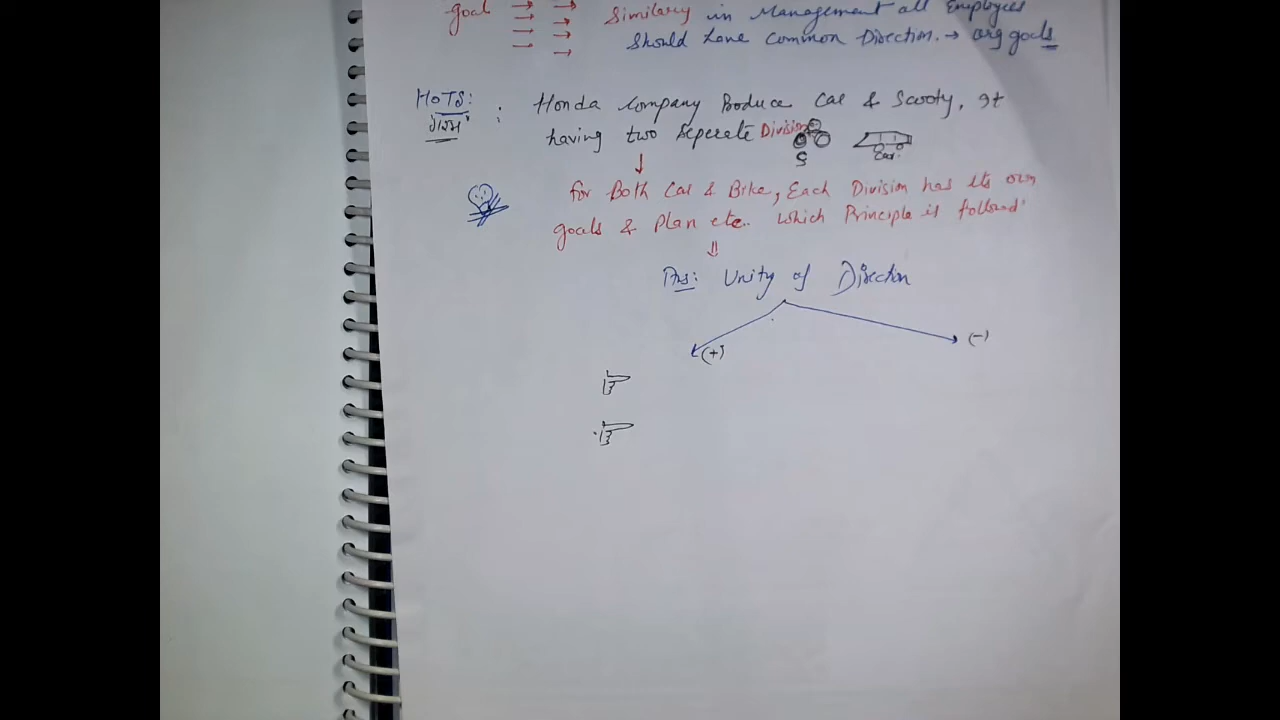 Goal → → Similary in Management all Employees
→ → Should have Common Direction. → org goals
HOTS: : Honda Company Produce Car & Scooty, It
having two Seperate Division
S Car.
↓
for Both Car & Bike, Each Division has its own
goals & Plan etc.. which Principle is followd
⇓
Ans: Unity of Direction
(+) (-)